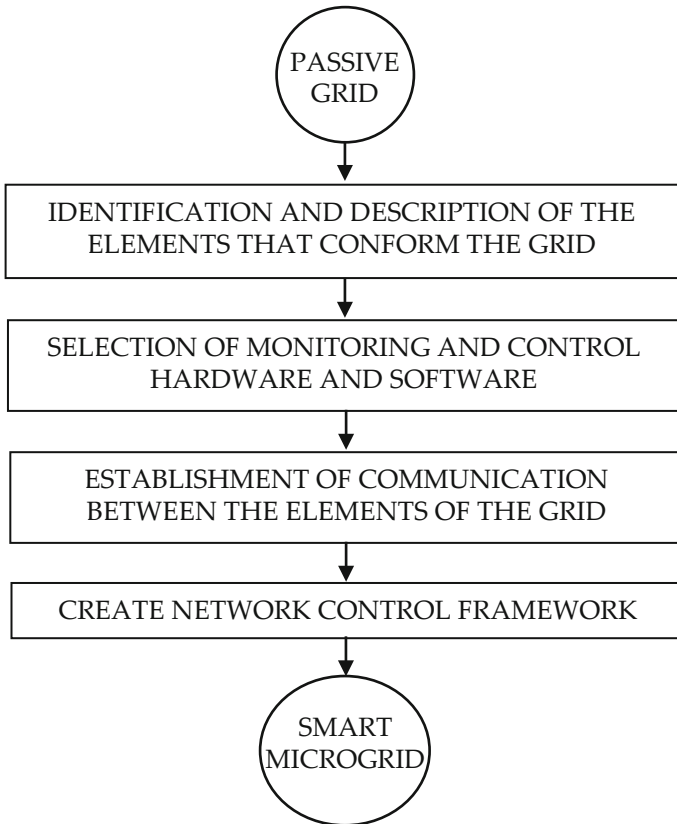 PASSIVE
GRID
IDENTIFICATION AND DESCRIPTION OF THE
ELEMENTS THAT CONFORM THE GRID
SELECTION OF MONITORING AND CONTROL
HARDWARE AND SOFTWARE
ESTABLISHMENT OF COMMUNICATION
BETWEEN THE ELEMENTS OF THE GRID
CREATE NETWORK CONTROL FRAMEWORK
SMART
MICROGRID